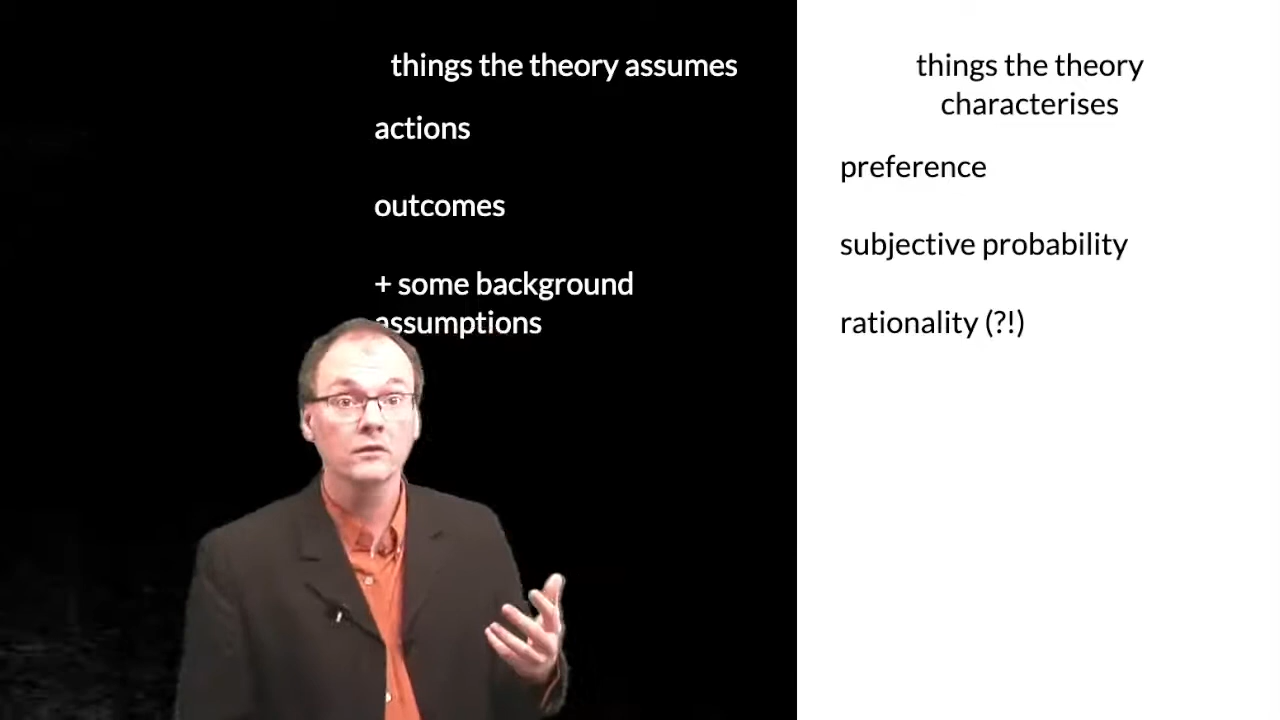 things the theory assumes
actions
outcomes
+ some background
assumptions
things the theory
characterises
preference
subjective probability
rationality (?!)